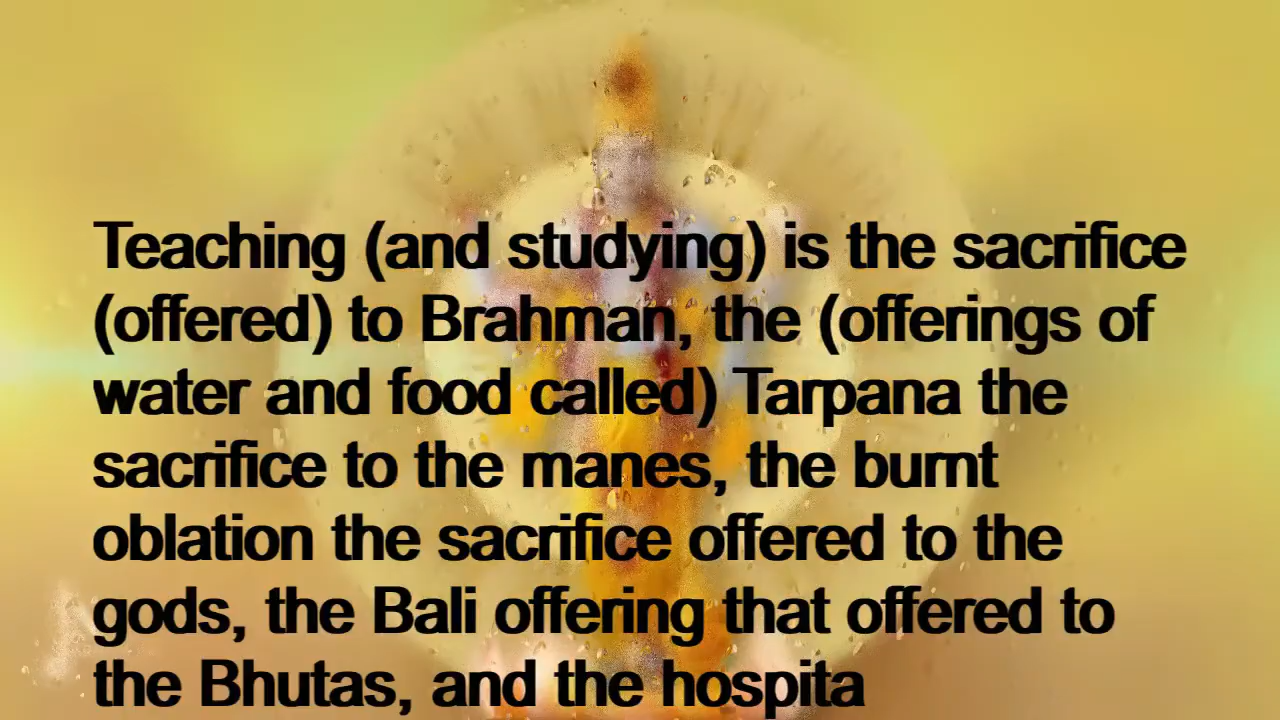 Teaching (and studying) is the sacrifice
(offered) to Brahman, the (offerings of
water and food called) Tarpana the
sacrifice to the manes, the burnt
oblation the sacrifice offered to the
gods, the Bali offering that offered to
the Bhutas, and the hospita